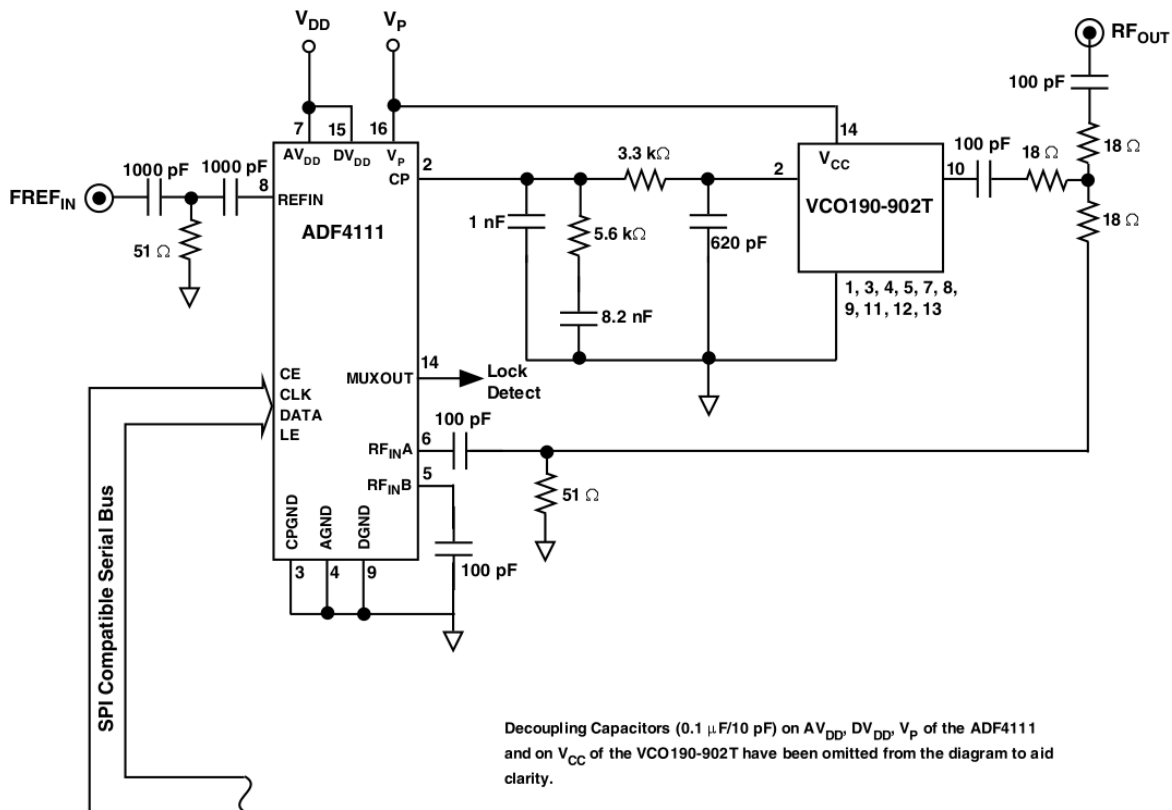 V_DD
V_P
RF_OUT
100 pF
7
15
16
14
AV_DD
DV_DD
V_P
2
3.3 kΩ
2
V_CC
10
100 pF
18 Ω
18 Ω
1000 pF
1000 pF
8
CP
FREF_IN
REFIN
VCO190-902T
ADF4111
1 nF
5.6 kΩ
620 pF
18 Ω
51 Ω
1, 3, 4, 5, 7, 8,
9, 11, 12, 13
8.2 nF
14
CE
MUXOUT
Lock
Detect
CLK
DATA
LE
100 pF
6
RF_INA
5
RF_INB
51 Ω
CPGND
AGND
DGND
3
4
9
100 pF
SPI Compatible Serial Bus
Decoupling Capacitors (0.1 μF/10 pF) on AV_DD, DV_DD, V_P of the ADF4111
and on V_CC of the VCO190-902T have been omitted from the diagram to aid
clarity.